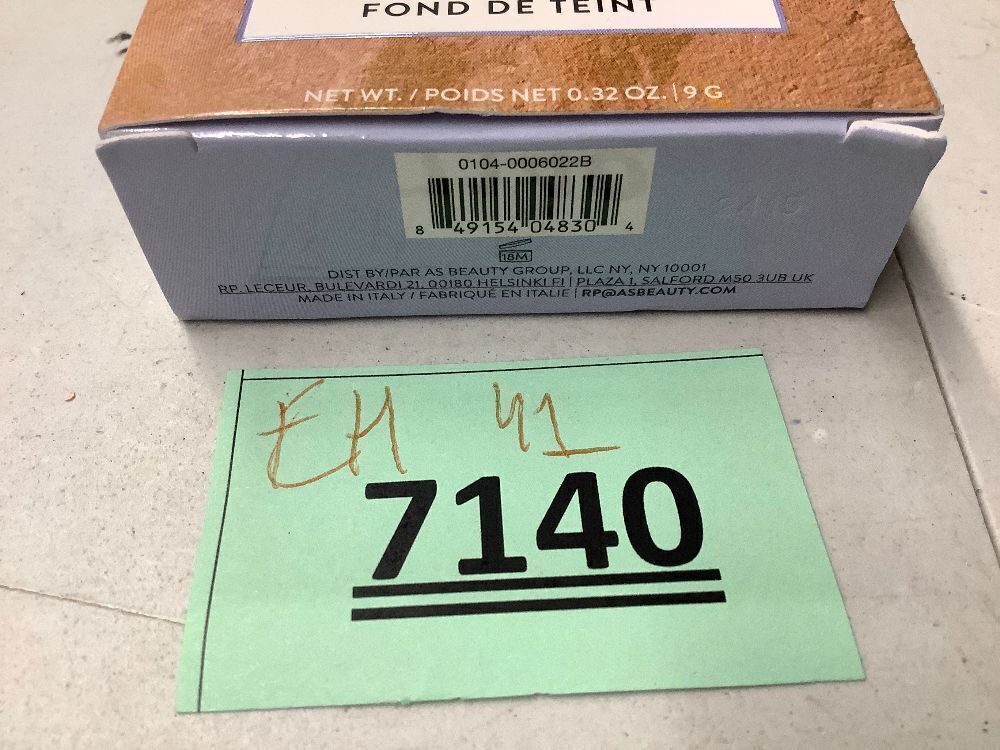 FOND DE TEINT
NET WT. / POIDS NET 0.32 OZ. | 9 G
0104-0006022B
8 49154 04830 4
18M
DIST BY/PAR AS BEAUTY GROUP, LLC NY, NY 10001
RP. LECEUR, BULEVARDI 21, 00180 HELSINKI FI | PLAZA 1, SALFORD M50 3UB UK
MADE IN ITALY / FABRIQUÉ EN ITALIE | RP@ASBEAUTY.COM
EH 41
7140